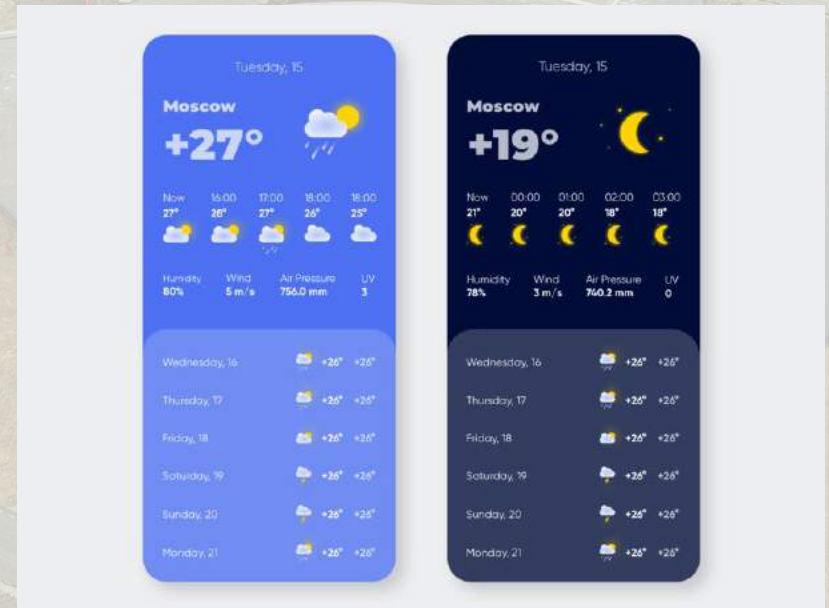 Tuesday, 15
Moscow
+27°
Now 16:00 17:00 18:00 18:00
27° 28° 27° 26° 25°
Humidity Wind Air Pressure UV
80% 5 m/s 756.0 mm 3
Wednesday, 16 +26° +26°
Thursday, 17 +26° +26°
Friday, 18 +26° +26°
Saturday, 19 +26° +26°
Sunday, 20 +26° +26°
Monday, 21 +26° +26°
Tuesday, 15
Moscow
+19°
Now 00:00 01:00 02:00 03:00
21° 20° 20° 18° 18°
Humidity Wind Air Pressure UV
78% 3 m/s 740.2 mm 0
Wednesday, 16 +26° +26°
Thursday, 17 +26° +26°
Friday, 18 +26° +26°
Saturday, 19 +26° +26°
Sunday, 20 +26° +26°
Monday, 21 +26° +26°